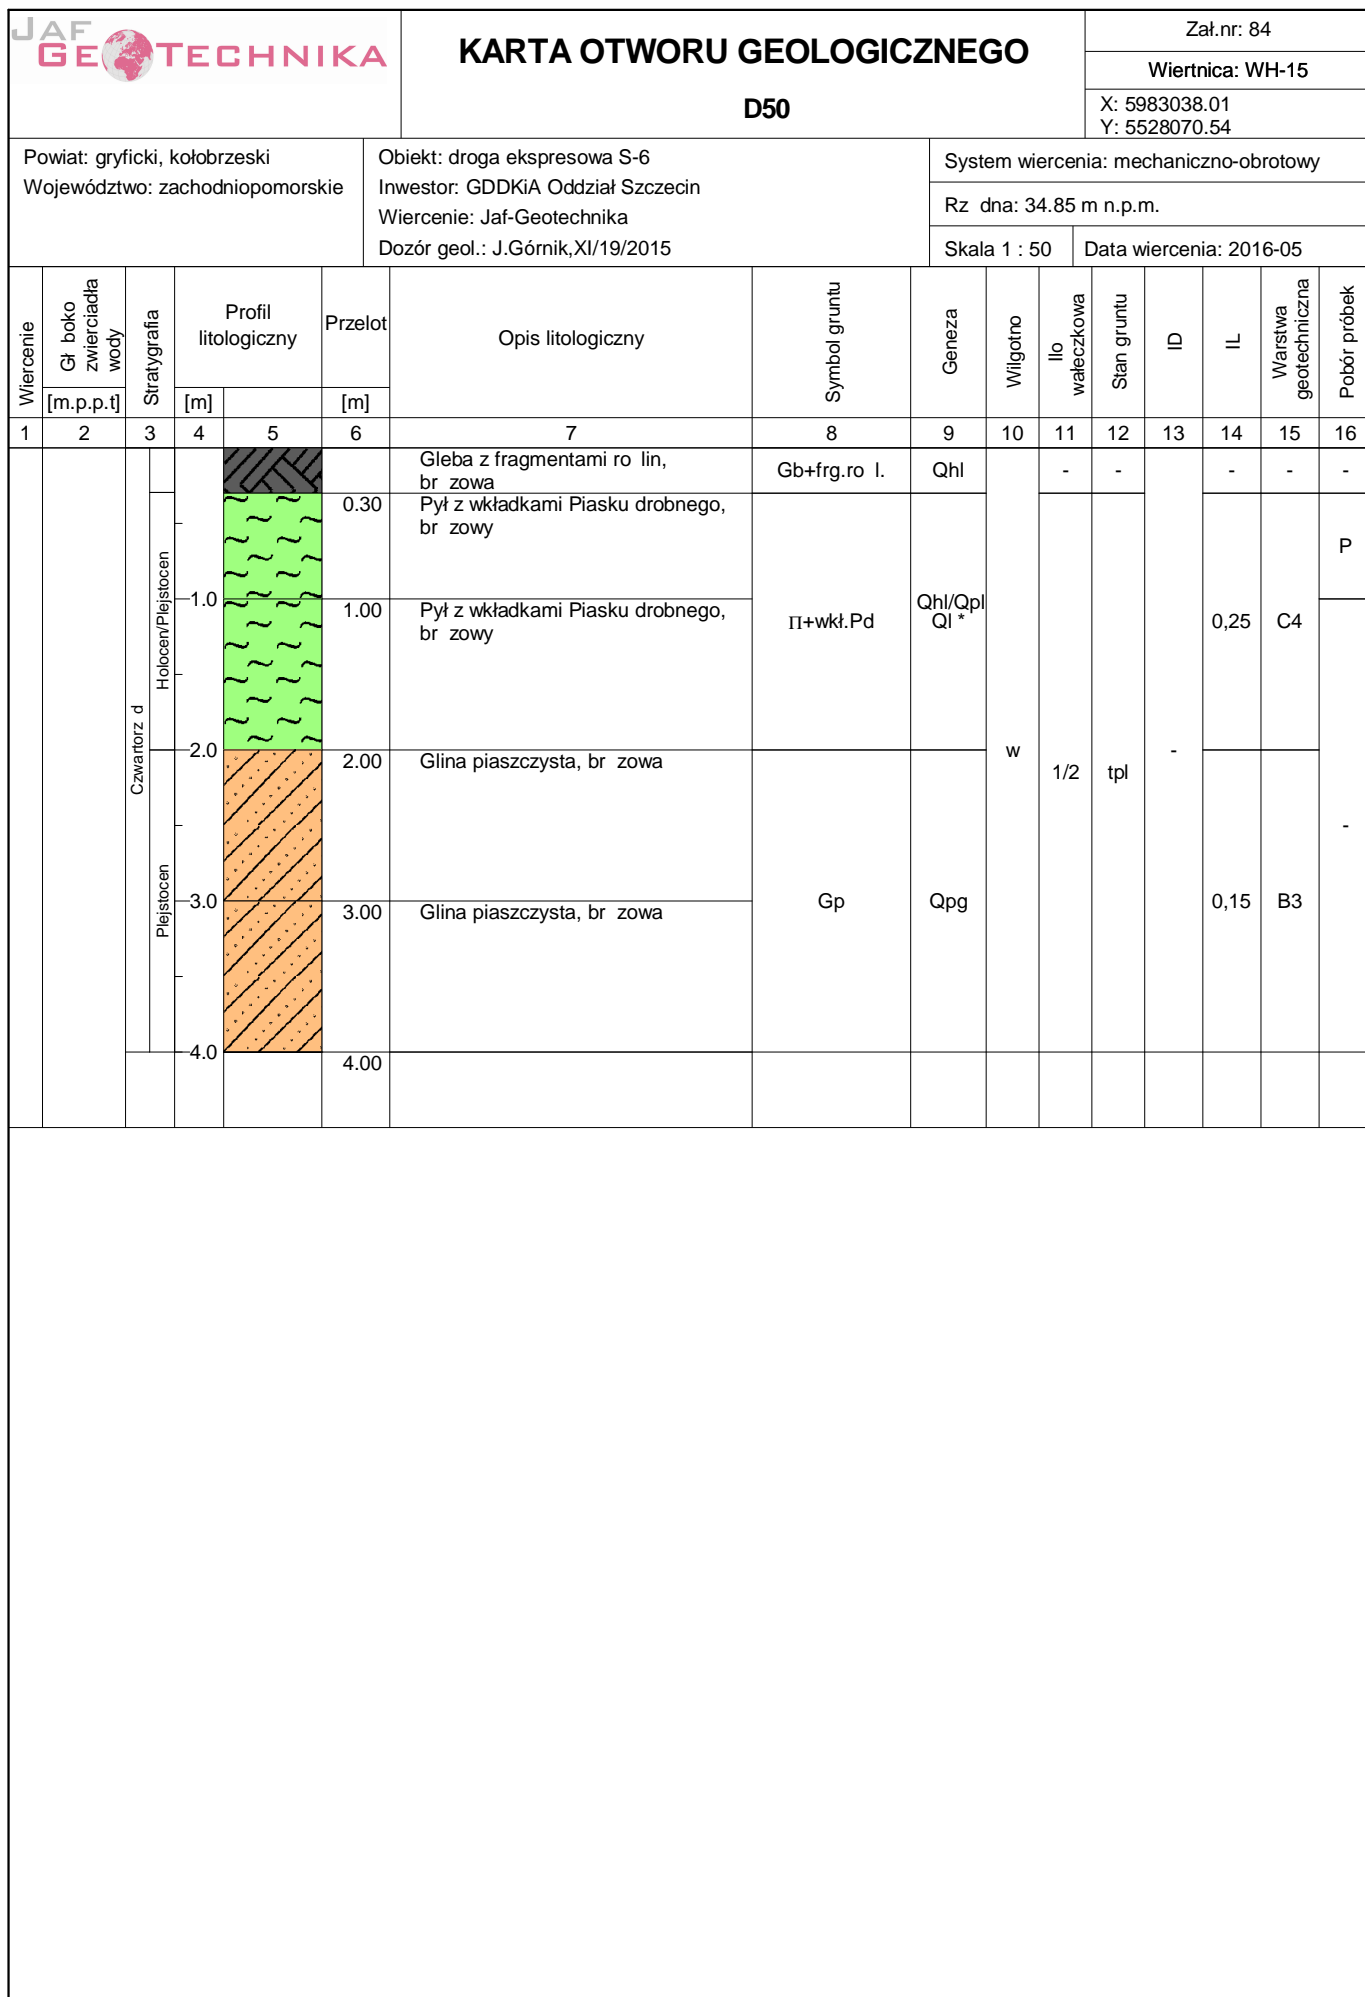 JAF
GEOTECHNIKA
KARTA OTWORU GEOLOGICZNEGO
D50
Zał.nr: 84
Wiertnica: WH-15
X: 5983038.01
Y: 5528070.54
Powiat: gryficki, kołobrzeski
Województwo: zachodniopomorskie
Obiekt: droga ekspresowa S-6
Inwestor: GDDKiA Oddział Szczecin
Wiercenie: Jaf-Geotechnika
Dozór geol.: J.Górnik,XI/19/2015
System wiercenia: mechaniczno-obrotowy
Rz dna: 34.85 m n.p.m.
Skala 1 : 50
Data wiercenia: 2016-05
Wiercenie
Gł boko
zwierciadła
wody
[m.p.p.t]
Stratygrafia
Profil
litologiczny
[m]
Przelot
[m]
Opis litologiczny
Symbol gruntu
Geneza
Wilgotno
Ilo
wałeczkowa
Stan gruntu
ID
IL
Warstwa
geotechniczna
Pobór próbek
1 2 3 4 5 6 7 8 9 10 11 12 13 14 15 16
Czwartorz d
Holocen/Plejstocen
Plejstocen
1.0
2.0
3.0
4.0
Gleba z fragmentami ro lin,
br zowa
Gb+frg.ro l.
Qhl
- - - - -
0.30
Pył z wkładkami Piasku drobnego,
br zowy
P
1.00
Pył z wkładkami Piasku drobnego,
br zowy
Π+wkł.Pd
Qhl/Qpl
Ql *
0,25
C4
2.00
Glina piaszczysta, br zowa
w
1/2
tpl
-
-
3.00
Glina piaszczysta, br zowa
Gp
Qpg
0,15
B3
4.00